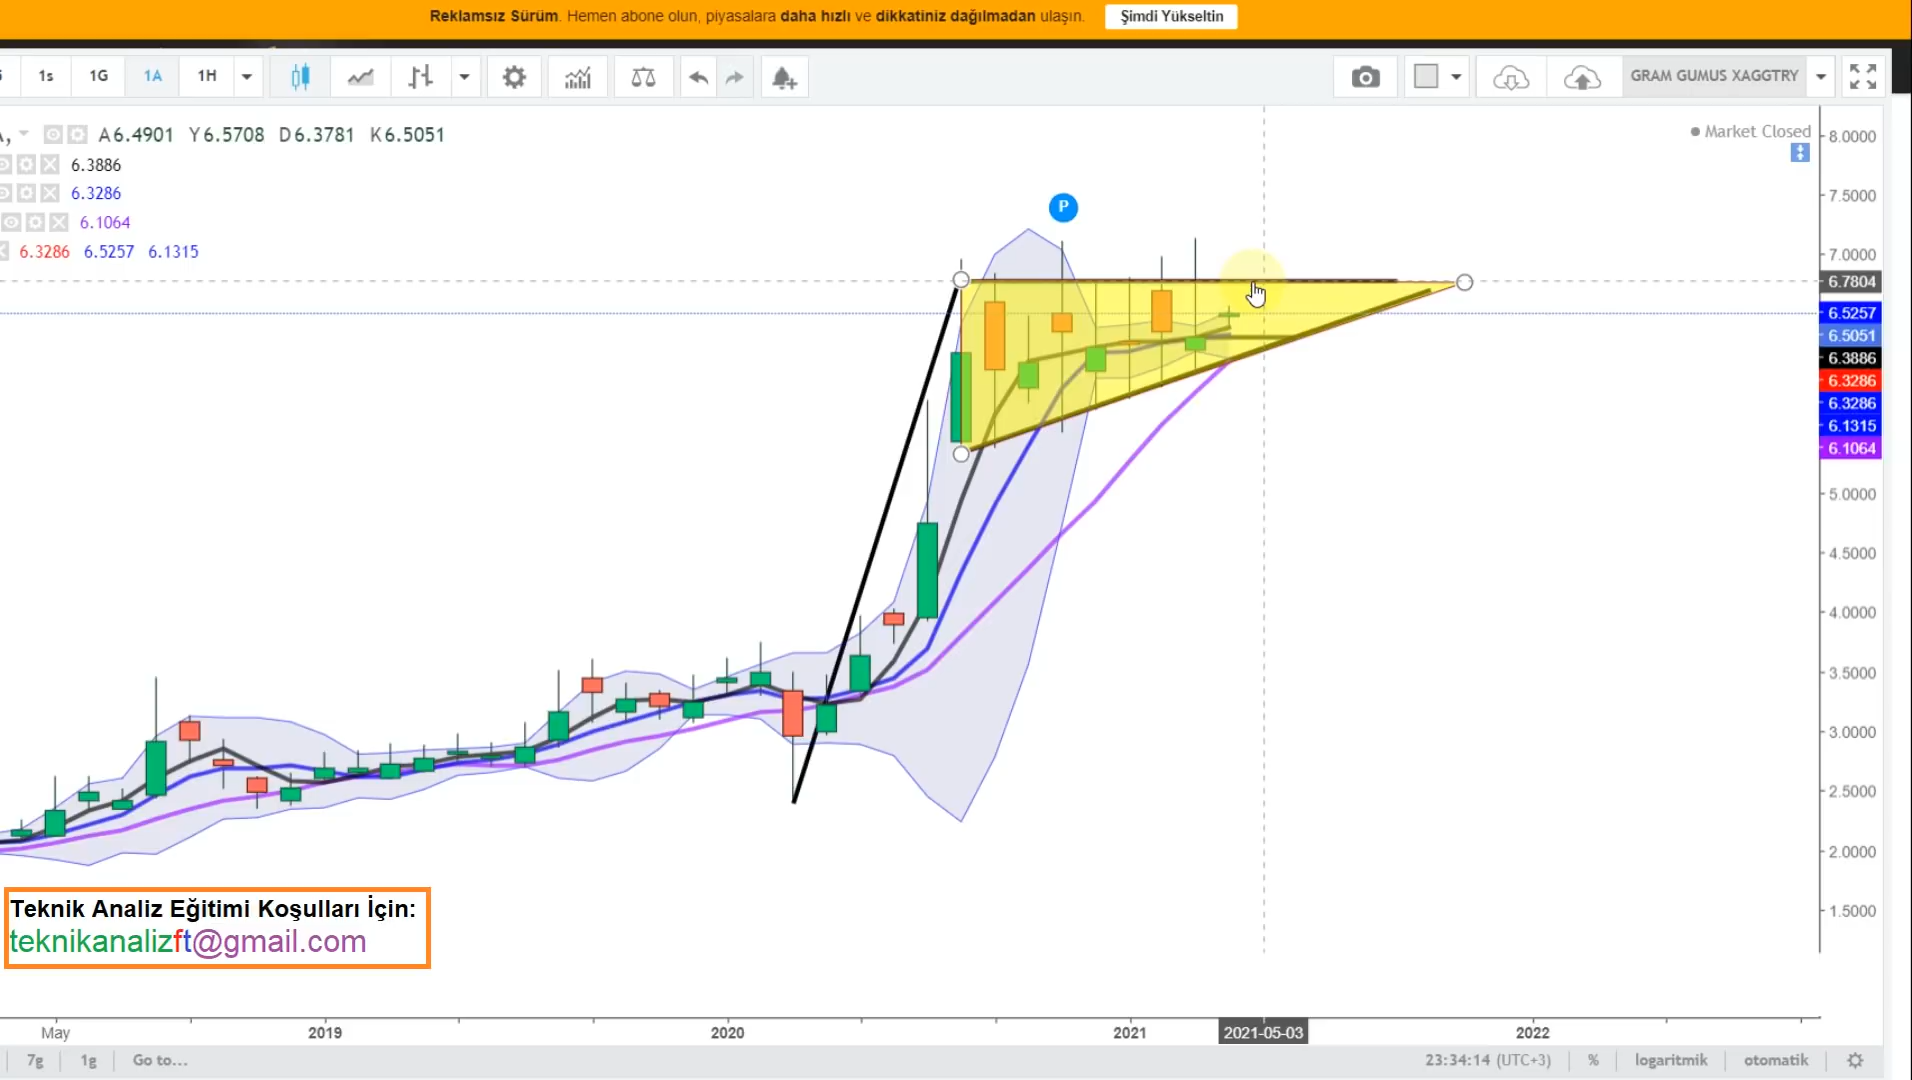 Reklamsız Sürüm. Hemen abone olun, piyasalara daha hızlı ve dikkatiniz dağılmadan ulaşın. Şimdi Yükseltin
1s 1G 1A 1H GRAM GUMUS XAGGTRY
A6.4901 Y6.5708 D6.3781 K6.5051
Market Closed
6.3886
6.3286
6.1064
6.3286 6.5257 6.1315
P
8.0000
7.5000
7.0000
6.7804
6.5257
6.5051
6.3886
6.3286
6.3286
6.1315
6.1064
5.0000
4.5000
4.0000
3.5000
3.0000
2.5000
2.0000
1.5000
Teknik Analiz Eğitimi Koşulları İçin:
teknikanalizft@gmail.com
May 2019 2020 2021 2021-05-03 2022
7g 1g Go to... 23:34:14 (UTC+3) % logaritmik otomatik